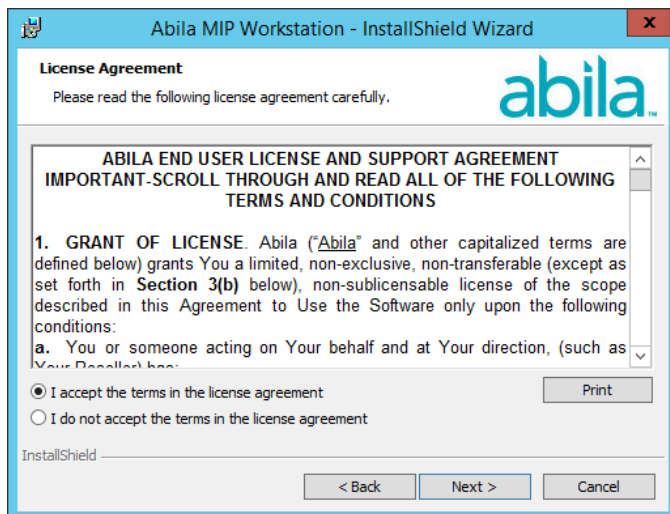 Abila MIP Workstation - InstallShield Wizard
x
License Agreement
Please read the following license agreement carefully.
abila™
ABILA END USER LICENSE AND SUPPORT AGREEMENT
IMPORTANT-SCROLL THROUGH AND READ ALL OF THE FOLLOWING
TERMS AND CONDITIONS
1. GRANT OF LICENSE. Abila (“Abila” and other capitalized terms are
defined below) grants You a limited, non-exclusive, non-transferable (except as
set forth in Section 3(b) below), non-sublicensable license of the scope
described in this Agreement to Use the Software only upon the following
conditions:
a. You or someone acting on Your behalf and at Your direction, (such as
Your Reseller) has:
I accept the terms in the license agreement
Print
I do not accept the terms in the license agreement
InstallShield
< Back
Next >
Cancel